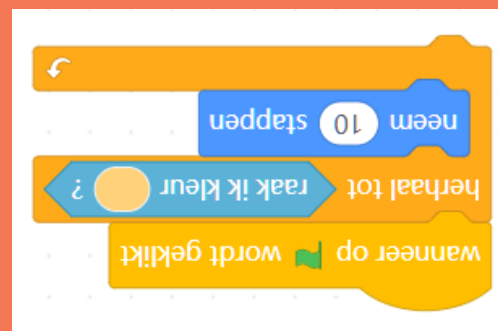 wanneer op wordt geklikt
herhaal tot raak ik kleur ?
neem 10 stappen